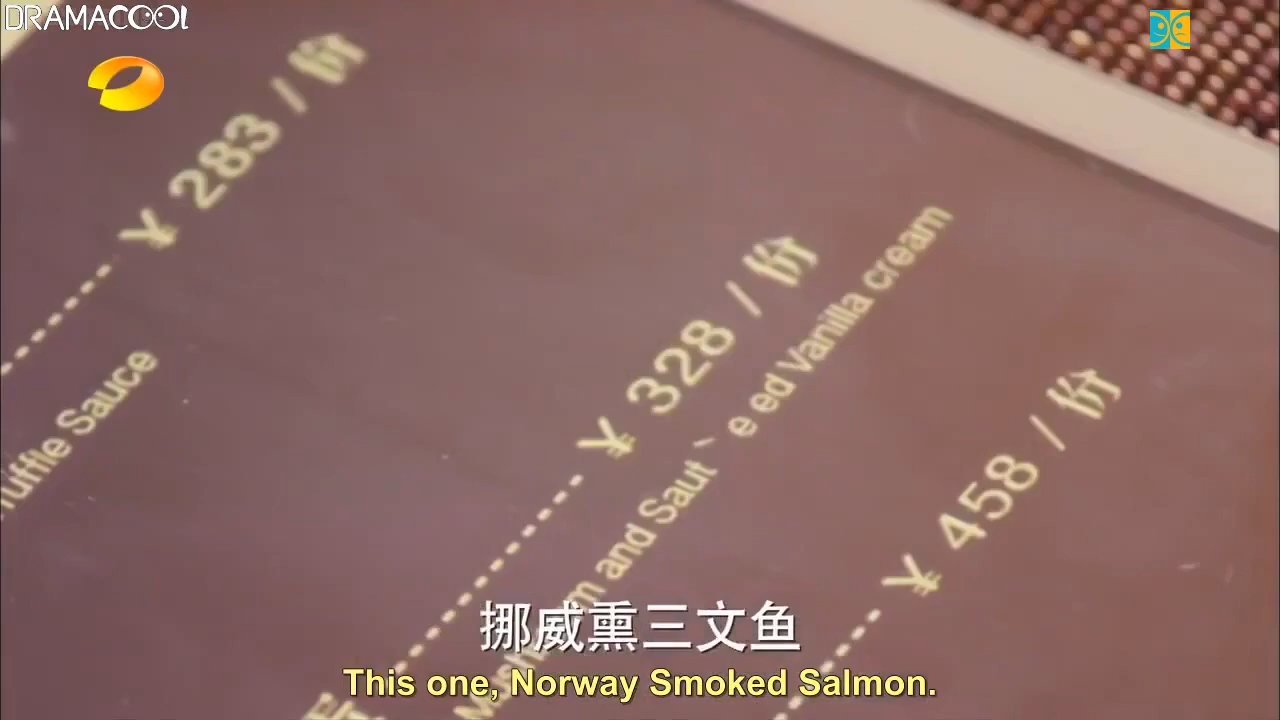 DRAMACOOL
¥ 283 / 份
uffle Sauce
¥ 328 / 份
and Saut` e ed Vanilla cream
¥ 458 / 份
挪威熏三文鱼
This one, Norway Smoked Salmon.